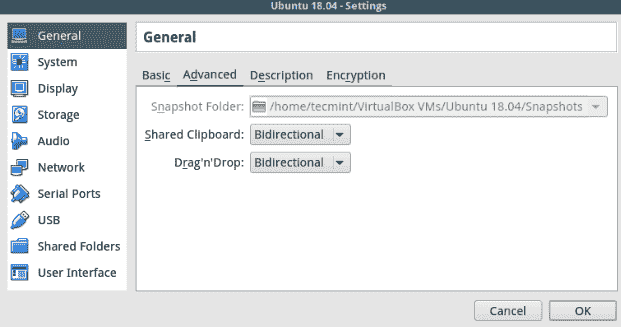 Ubuntu 18.04 - Settings
General
System
Display
Storage
Audio
Network
Serial Ports
USB
Shared Folders
User Interface
General
Basic
Advanced
Description
Encryption
Snapshot Folder: /home/tecmint/VirtualBox VMs/Ubuntu 18.04/Snapshots
Shared Clipboard: Bidirectional
Drag'n'Drop: Bidirectional
Cancel
OK